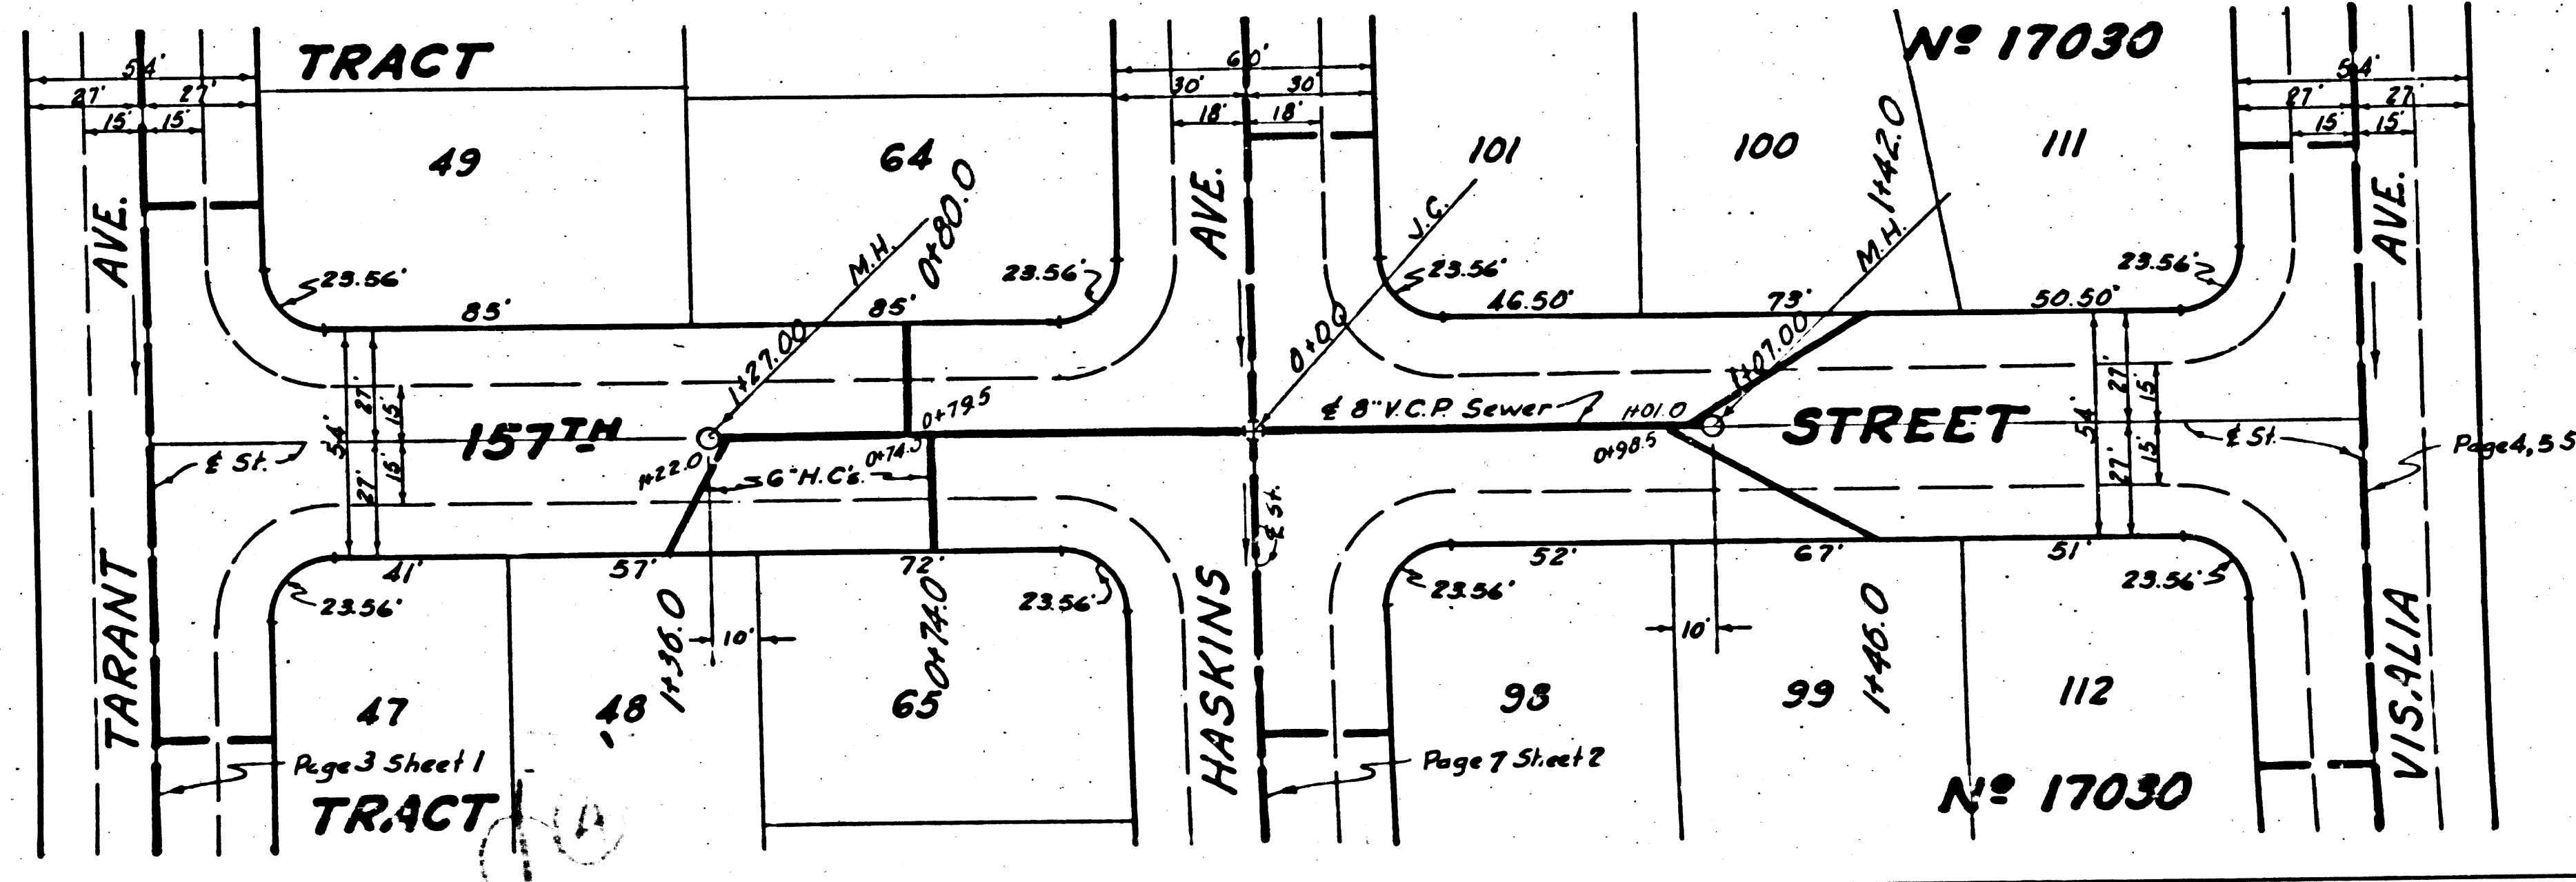 TRACT
Nº 17030
54'
27' 27'
15' 15'
60'
30' 30'
18' 18'
54'
27' 27'
15' 15'
49
64
101
100
111
AVE.
AVE.
AVE.
M.H.
0+80.0
J.C.
M.H.
1+42.0
23.56'
23.56'
23.56'
23.56'
85'
85'
46.50'
73'
50.50'
1+27.00
0+00
1+07.00
27'
15'
54'
27'
15'
157TH
STREET
0+79.5
0+74.5
1+22.0
6" H.C's.
⅊ 8" V.C.P. Sewer
1+01.0
0+98.5
27'
15'
54'
27'
15'
℄ St.
℄ St.
℄ St.
Page 4, 5 S
41'
57'
72'
52'
67'
51'
23.56'
23.56'
23.56'
23.56'
1+36.0
10'
0+74.0
10'
1+46.0
TARANT
HASKINS
VISALIA
47
48
65
98
99
112
Page 3 Sheet 1
Page 7 Sheet 2
TRACT
Nº 17030